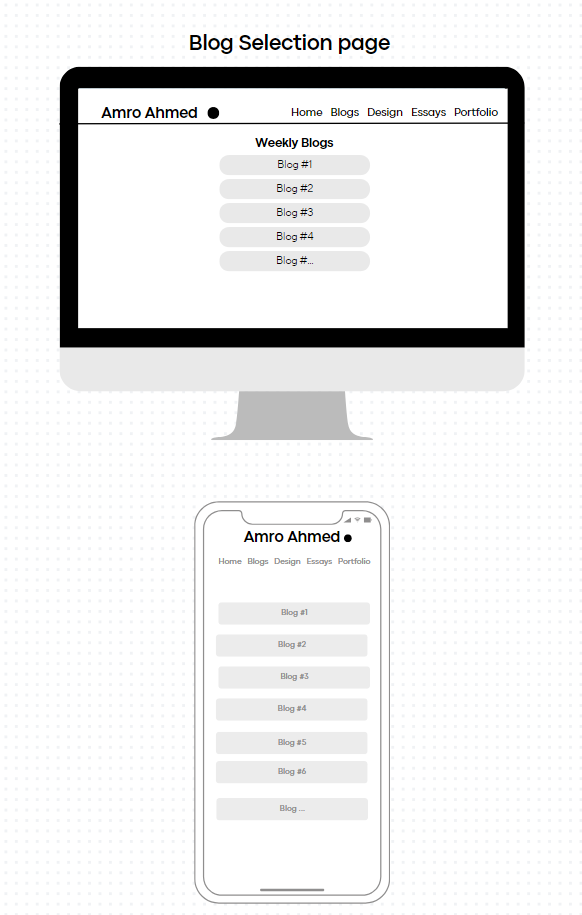 Blog Selection page
Amro Ahmed
Home Blogs Design Essays Portfolio
Weekly Blogs
Blog #1
Blog #2
Blog #3
Blog #4
Blog #...
Amro Ahmed
Home Blogs Design Essays Portfolio
Blog #1
Blog #2
Blog #3
Blog #4
Blog #5
Blog #6
Blog ...